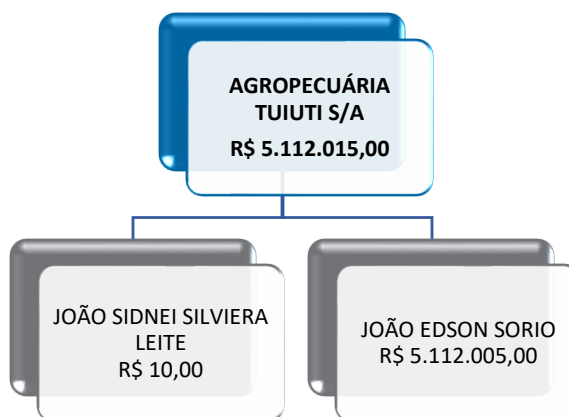 AGROPECUÁRIA
TUIUTI S/A
R$ 5.112.015,00
JOÃO SIDNEI SILVIERA
LEITE
R$ 10,00
JOÃO EDSON SORIO
R$ 5.112.005,00